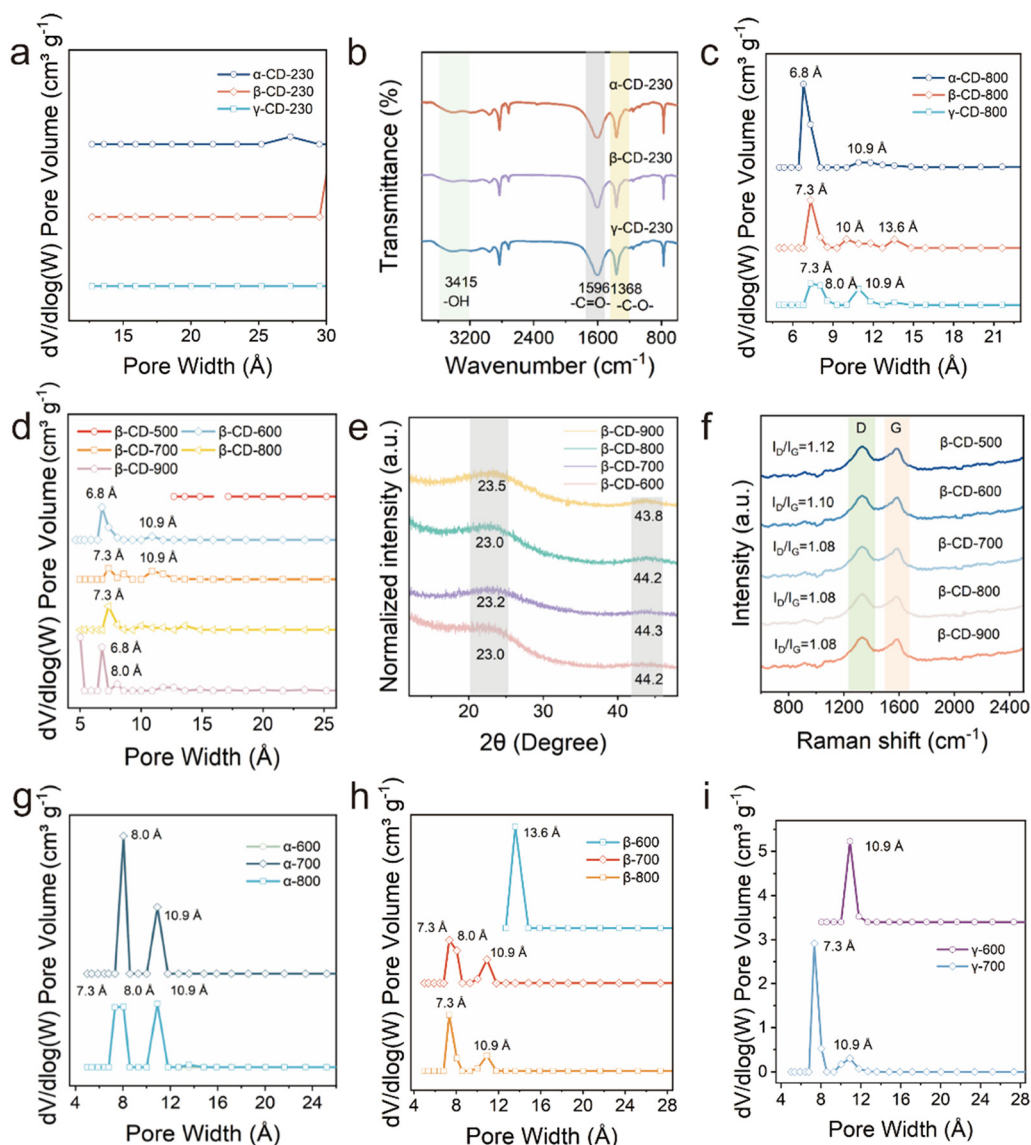 a
α-CD-230
β-CD-230
γ-CD-230
dV/dlog(W) Pore Volume (cm³ g⁻¹)
15 20 25 30
Pore Width (Å)
b
α-CD-230
β-CD-230
γ-CD-230
3415
-OH
1596
-C=O-
1368
-C-O-
Transmittance (%)
3200 2400 1600 800
Wavenumber (cm⁻¹)
c
6.8 Å
α-CD-800
β-CD-800
γ-CD-800
10.9 Å
7.3 Å
10 Å
13.6 Å
7.3 Å
8.0 Å
10.9 Å
dV/dlog(W) Pore Volume (cm³ g⁻¹)
6 9 12 15 18 21
Pore Width (Å)
d
β-CD-500
β-CD-600
β-CD-700
β-CD-800
β-CD-900
6.8 Å
10.9 Å
7.3 Å
10.9 Å
7.3 Å
6.8 Å
8.0 Å
dV/dlog(W) Pore Volume (cm³ g⁻¹)
5 10 15 20 25
Pore Width (Å)
e
β-CD-900
β-CD-800
β-CD-700
β-CD-600
23.5
43.8
23.0
44.2
23.2
44.3
23.0
44.2
Normalized intensity (a.u.)
20 30 40
2θ (Degree)
f
D
G
I_D/I_G=1.12
β-CD-500
I_D/I_G=1.10
β-CD-600
I_D/I_G=1.08
β-CD-700
I_D/I_G=1.08
β-CD-800
I_D/I_G=1.08
β-CD-900
Intensity (a.u.)
800 1200 1600 2000 2400
Raman shift (cm⁻¹)
g
8.0 Å
α-600
α-700
α-800
10.9 Å
7.3 Å
8.0 Å
10.9 Å
dV/dlog(W) Pore Volume (cm³ g⁻¹)
4 8 12 16 20 24
Pore Width (Å)
h
13.6 Å
β-600
β-700
β-800
7.3 Å
8.0 Å
10.9 Å
7.3 Å
10.9 Å
dV/dlog(W) Pore Volume (cm³ g⁻¹)
4 8 12 16 20 24 28
Pore Width (Å)
i
10.9 Å
7.3 Å
γ-600
γ-700
10.9 Å
dV/dlog(W) Pore Volume (cm³ g⁻¹)
5
4
3
2
1
0
4 8 12 16 20 24 28
Pore Width (Å)